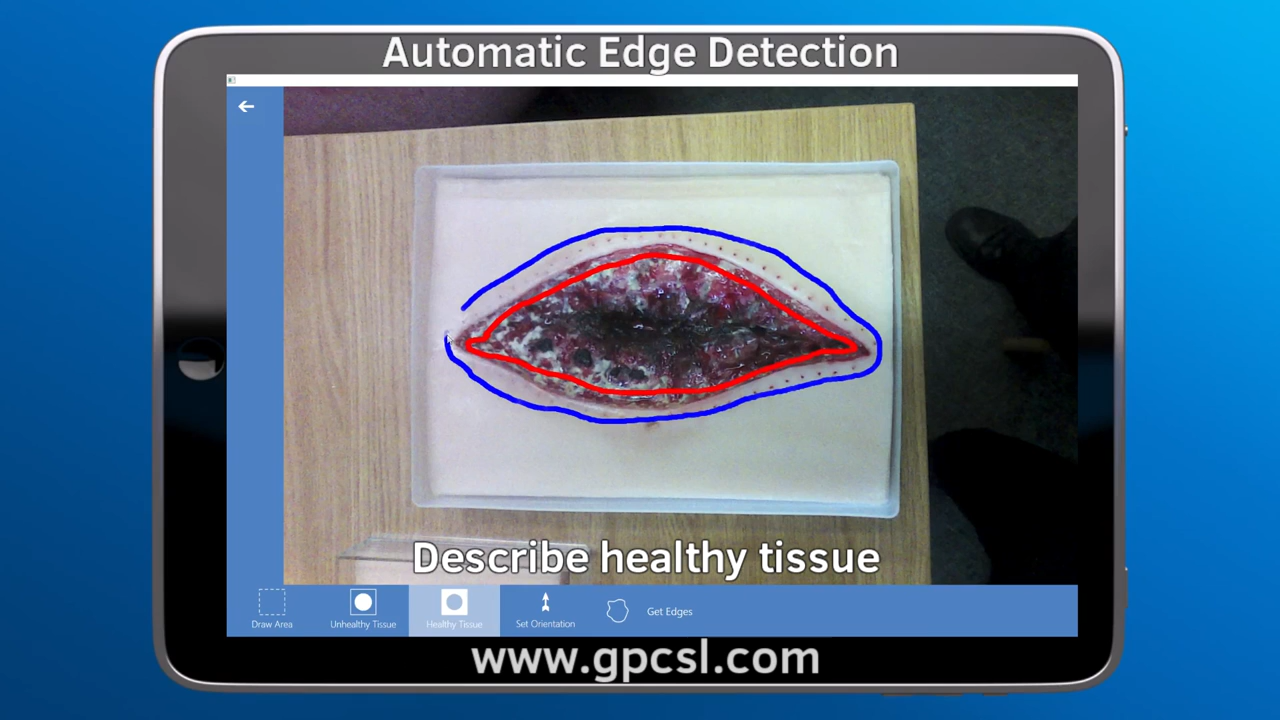 Automatic Edge Detection
Describe healthy tissue
Draw Area
Unhealthy Tissue
Healthy Tissue
Set Orientation
Get Edges
www.gpcsl.com